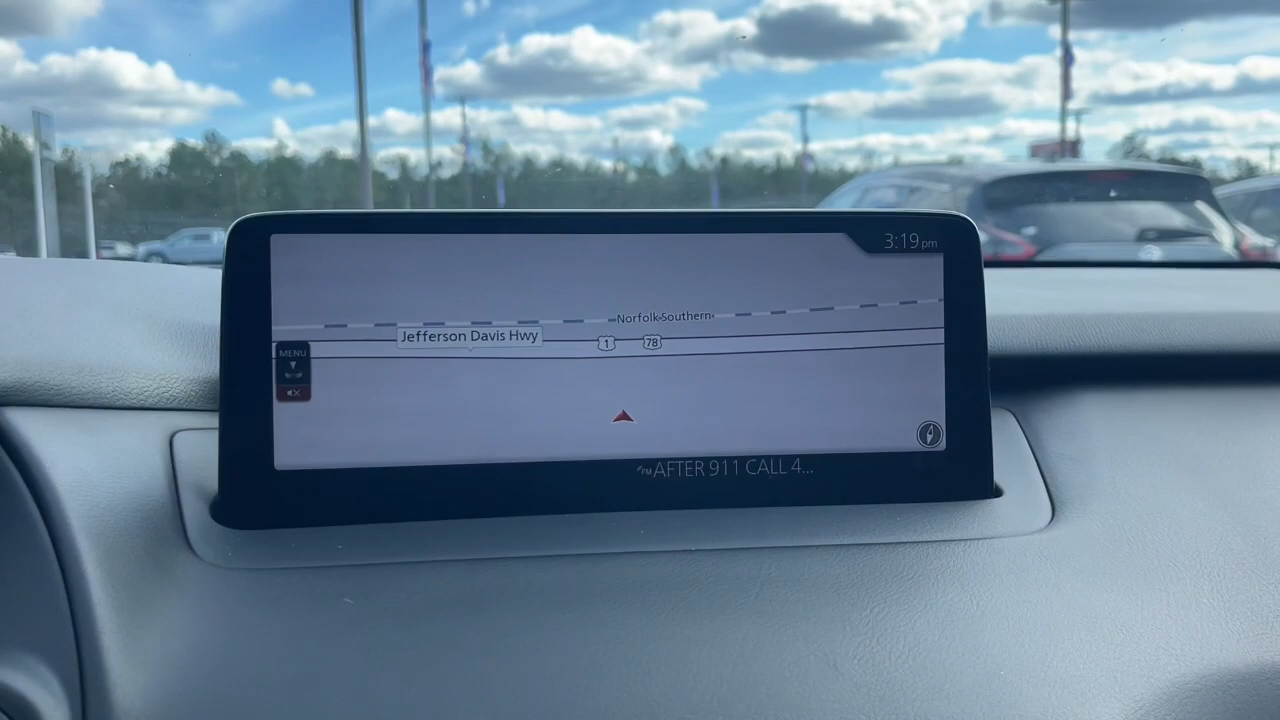 3:19 pm
Norfolk Southern
Jefferson Davis Hwy
1
78
MENU
FM AFTER 911 CALL 4...